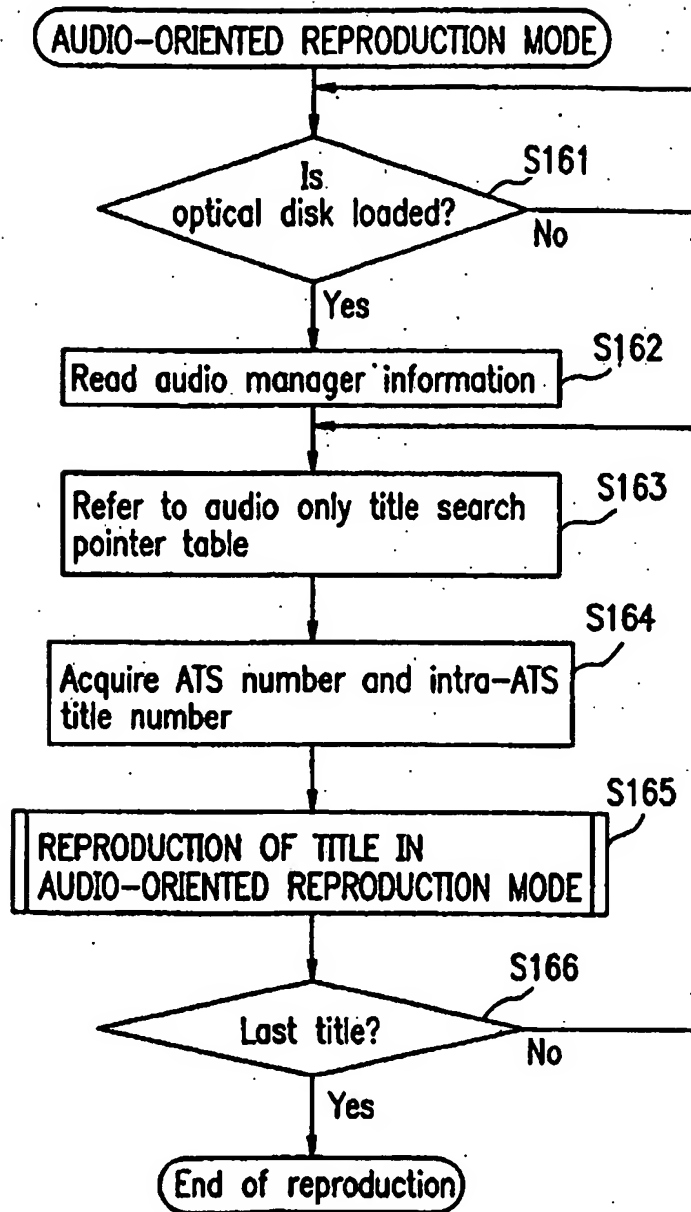 AUDIO-ORIENTED REPRODUCTION MODE
S161
Is
optical disk loaded?
No
Yes
S162
Read audio manager information
S163
Refer to audio only title search
pointer table
S164
Acquire ATS number and intra-ATS
title number
S165
REPRODUCTION OF TITLE IN
AUDIO-ORIENTED REPRODUCTION MODE
S166
Last title?
No
Yes
End of reproduction